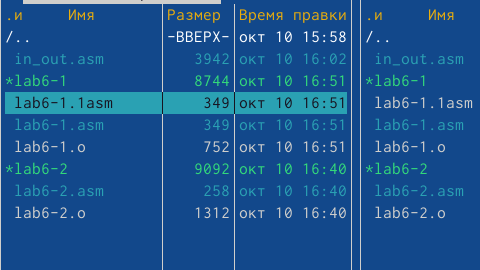 .и Имя Размер Время правки .и Имя
/.. -ВВЕРХ- окт 10 15:58 /..
in_out.asm 3942 окт 10 16:02 in_out.asm
*lab6-1 8744 окт 10 16:51 *lab6-1
lab6-1.1asm 349 окт 10 16:51 lab6-1.1asm
lab6-1.asm 349 окт 10 16:51 lab6-1.asm
lab6-1.o 752 окт 10 16:51 lab6-1.o
*lab6-2 9092 окт 10 16:40 *lab6-2
lab6-2.asm 258 окт 10 16:40 lab6-2.asm
lab6-2.o 1312 окт 10 16:40 lab6-2.o